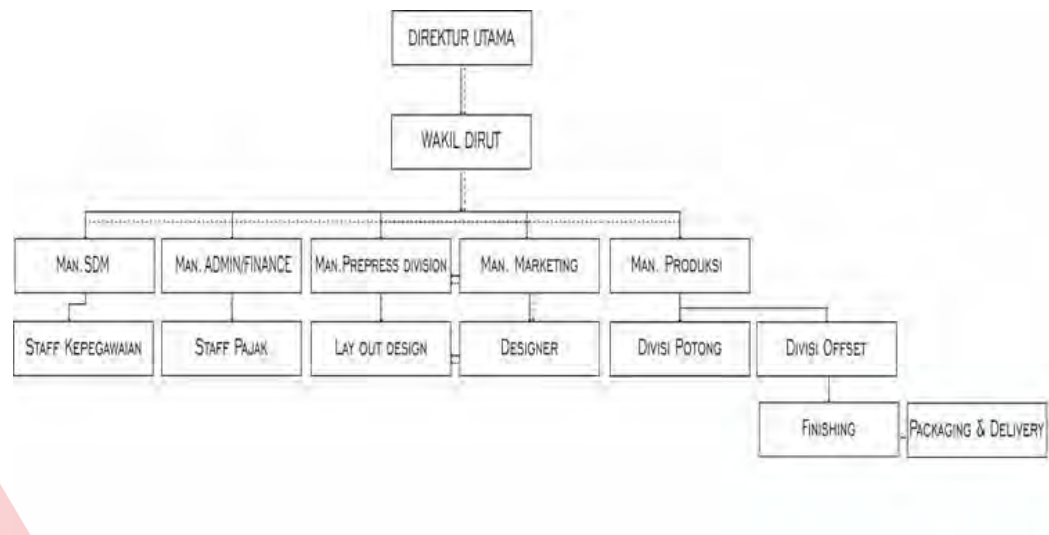 DIREKTUR UTAMA
WAKIL DIRUT
MAN. SDM
MAN. ADMIN/FINANCE
MAN. PREPRESS DIVISION
MAN. MARKETING
MAN. PRODUKSI
STAFF KEPEGAWAIAN
STAFF PAJAK
LAY OUT DESIGN
DESIGNER
DIVISI POTONG
DIVISI OFFSET
FINISHING
PACKAGING & DELIVERY